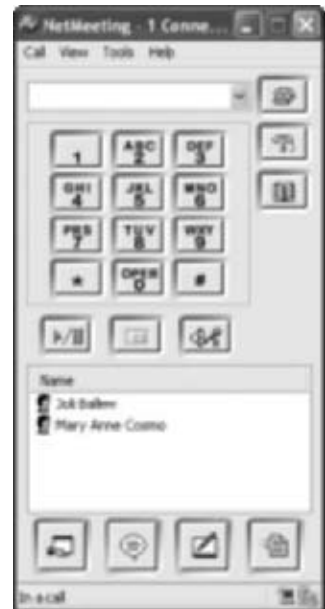 NetMeeting - 1 Conne...
Call View Tools Help
1 ABC 2 DEF 3
GHI 4 JKL 5 MNO 6
PRS 7 TUV 8 WXY 9
* OPER 0 #
Name
Joli Ballew
Mary Anne Cosmo
In a call